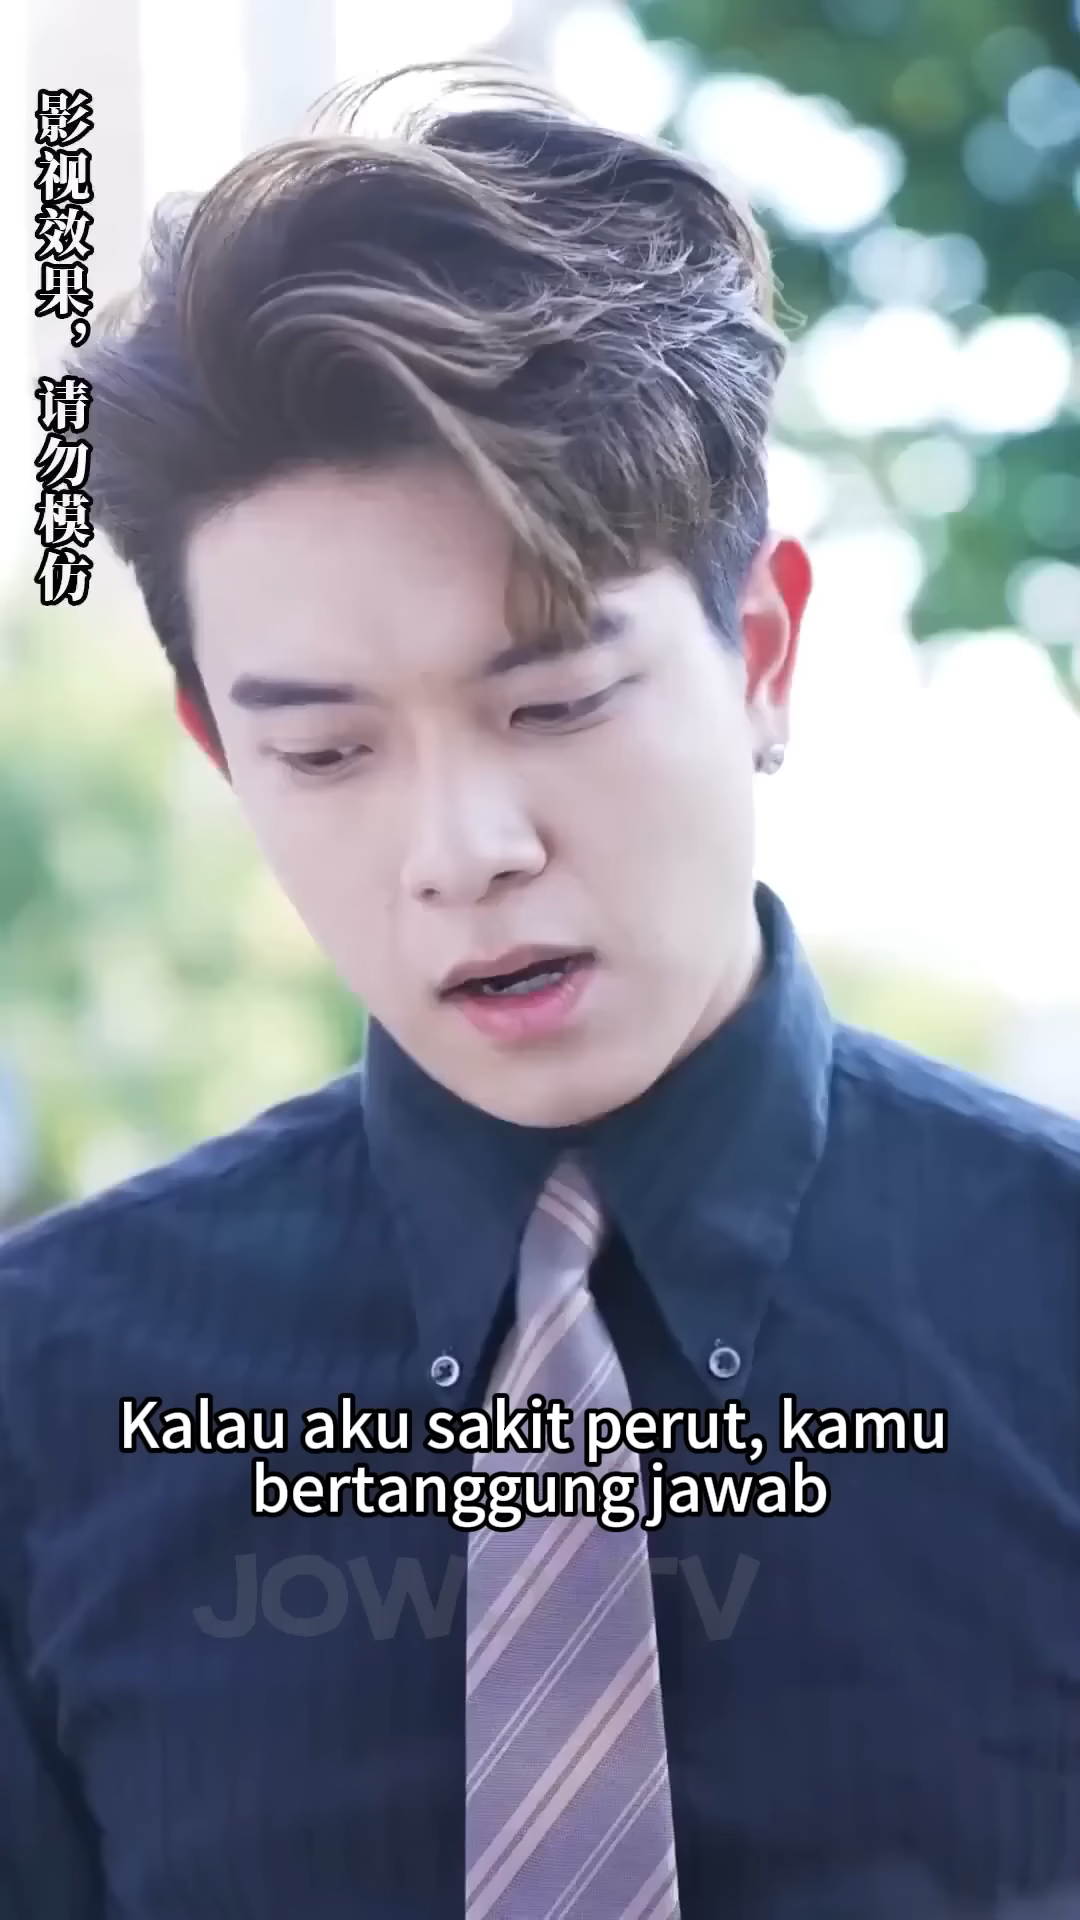 影视效果，请勿模仿
Kalau aku sakit perut, kamu
bertanggung jawab